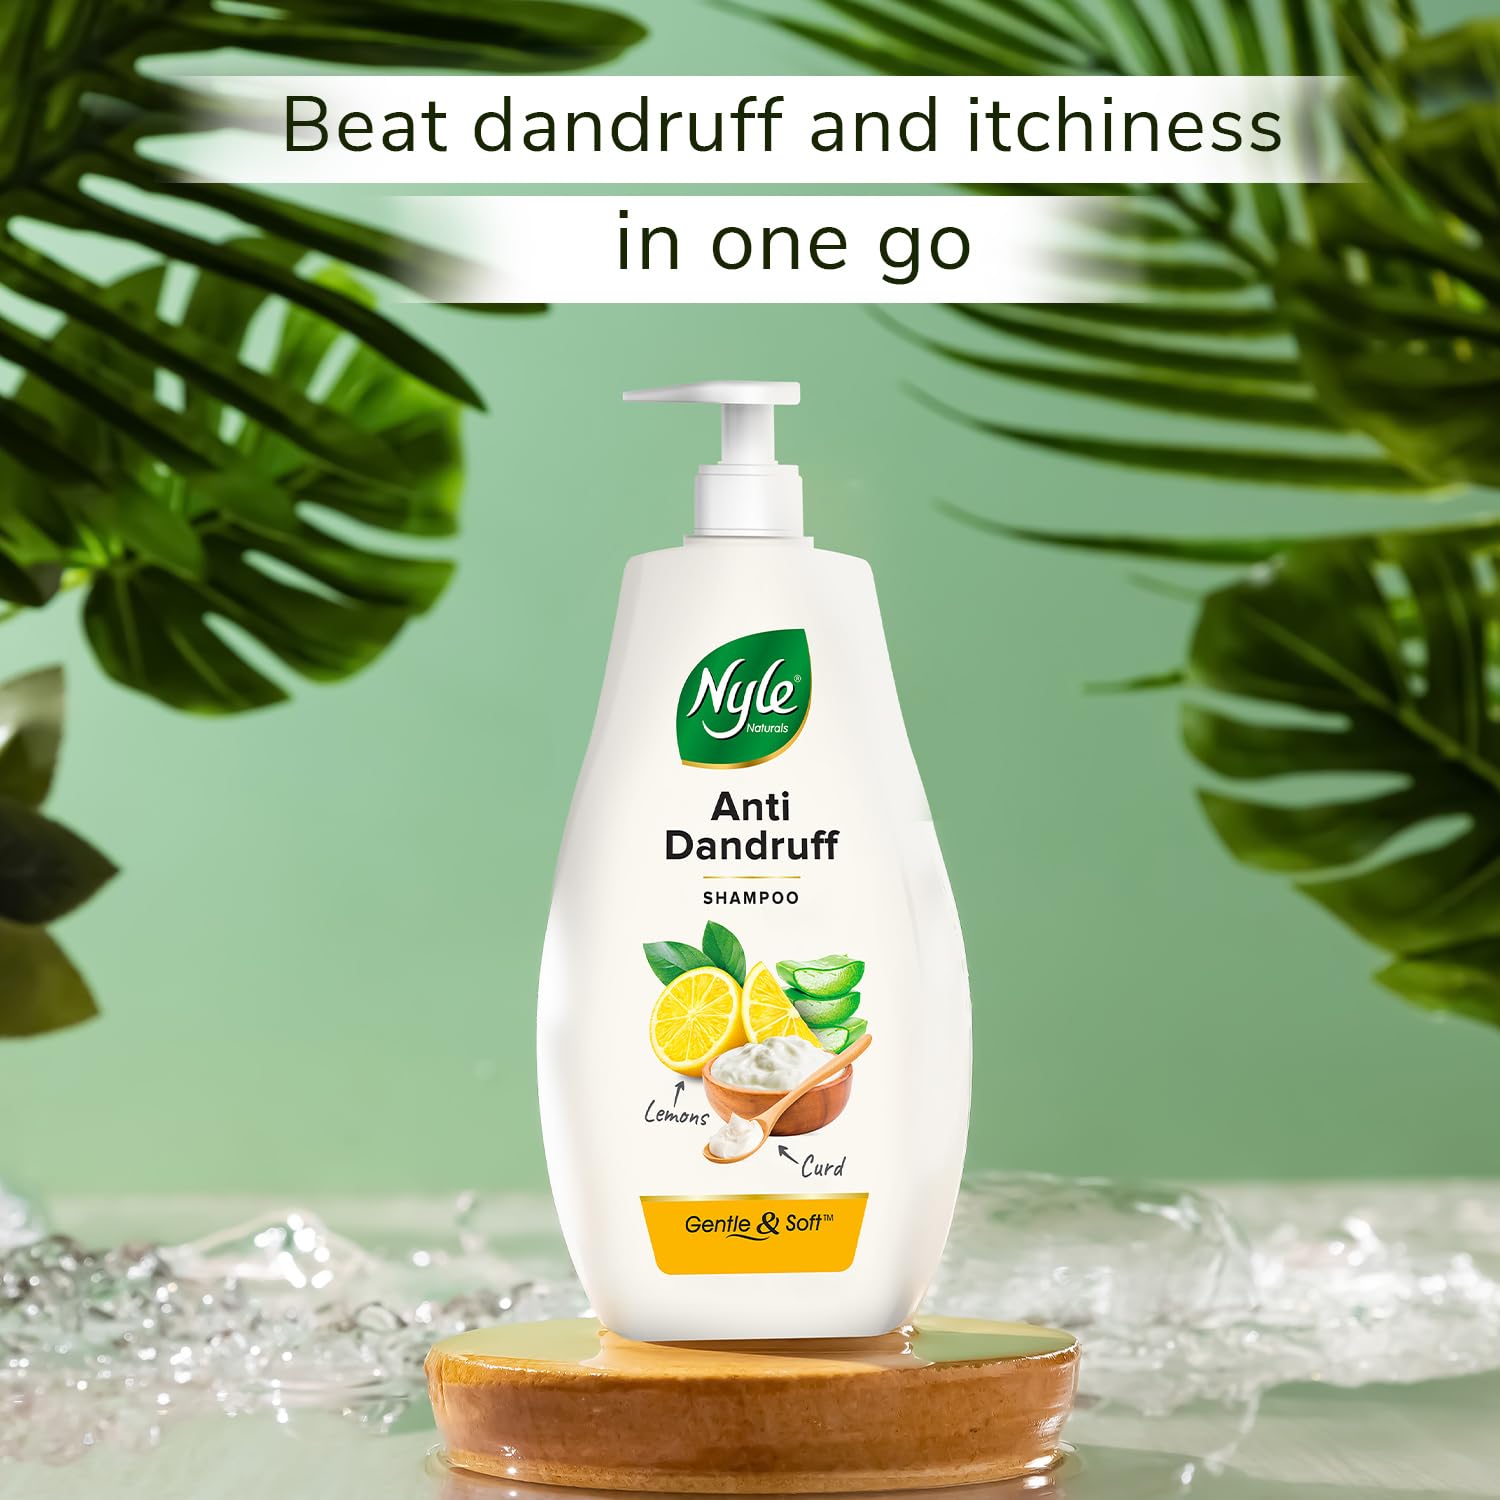 Beat dandruff and itchiness
in one go
Nyle®
Naturals
Anti
Dandruff
SHAMPOO
Lemons
Curd
Gentle & Soft™